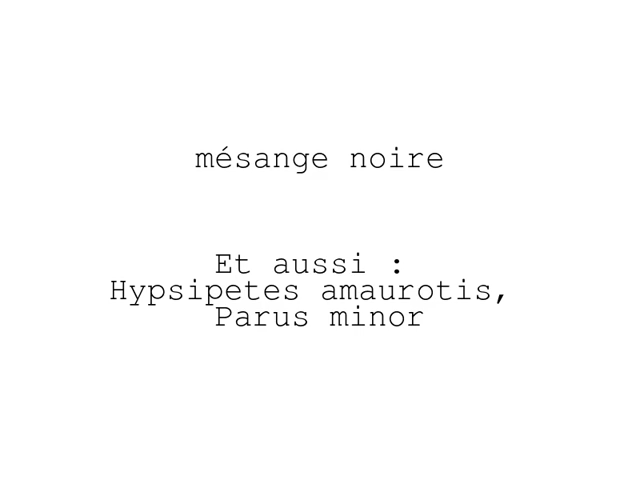 mésange noire
Et aussi :
Hypsipetes amaurotis,
Parus minor